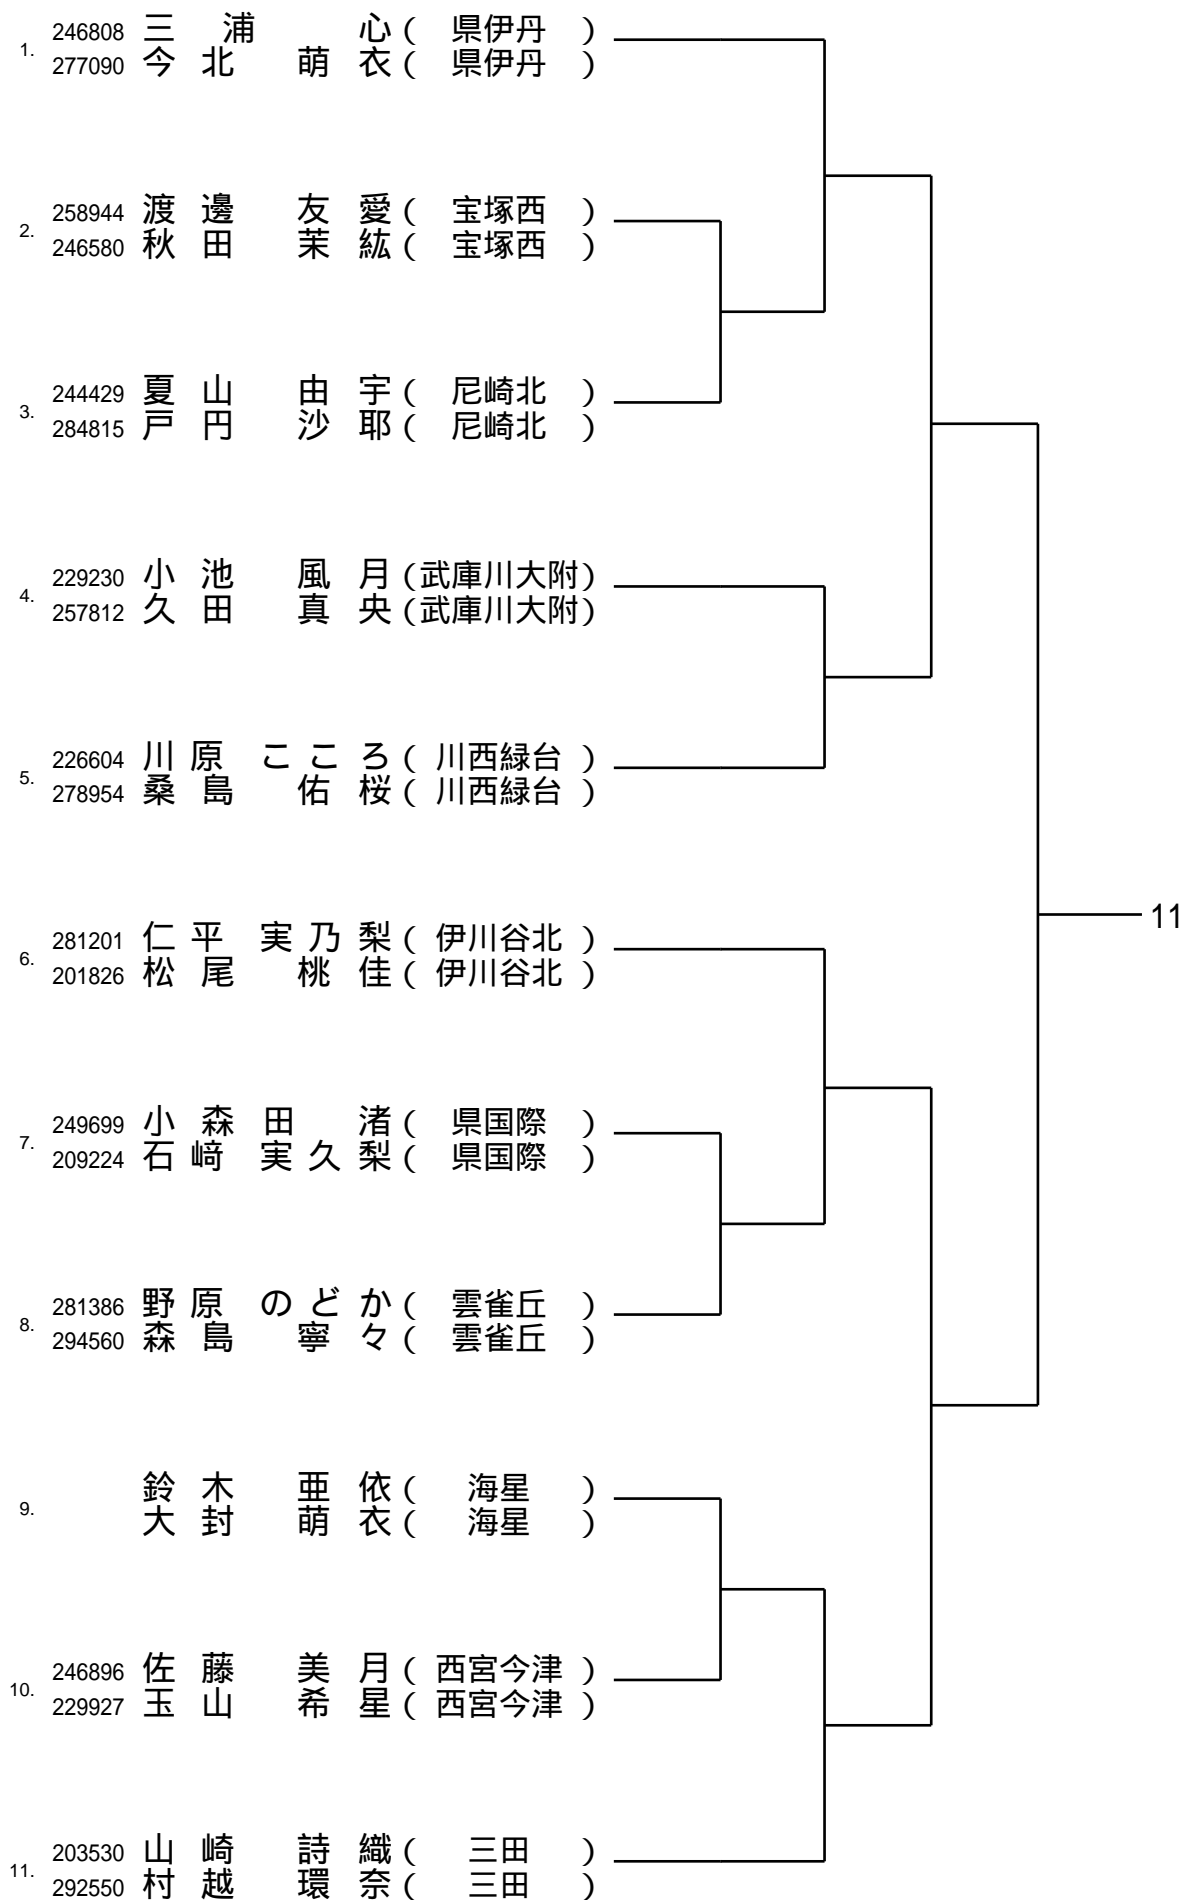 1. 246808 三浦 心 ( 県伊丹 )
277090 今北 萌衣 ( 県伊丹 )
2. 258944 渡邊 友愛 ( 宝塚西 )
246580 秋田 茉紘 ( 宝塚西 )
3. 244429 夏山 由宇 ( 尼崎北 )
284815 戸円 沙耶 ( 尼崎北 )
4. 229230 小池 風月 (武庫川大附)
257812 久田 真央 (武庫川大附)
5. 226604 川原 こころ ( 川西緑台 )
278954 桑島 佑桜 ( 川西緑台 )
11
6. 281201 仁平 実乃梨 ( 伊川谷北 )
201826 松尾 桃佳 ( 伊川谷北 )
7. 249699 小森田 渚 ( 県国際 )
209224 石﨑 実久梨 ( 県国際 )
8. 281386 野原 のどか ( 雲雀丘 )
294560 森島 寧々 ( 雲雀丘 )
9. 鈴木 亜依 ( 海星 )
大封 萌衣 ( 海星 )
10. 246896 佐藤 美月 ( 西宮今津 )
229927 玉山 希星 ( 西宮今津 )
11. 203530 山崎 詩織 ( 三田 )
292550 村越 環奈 ( 三田 )